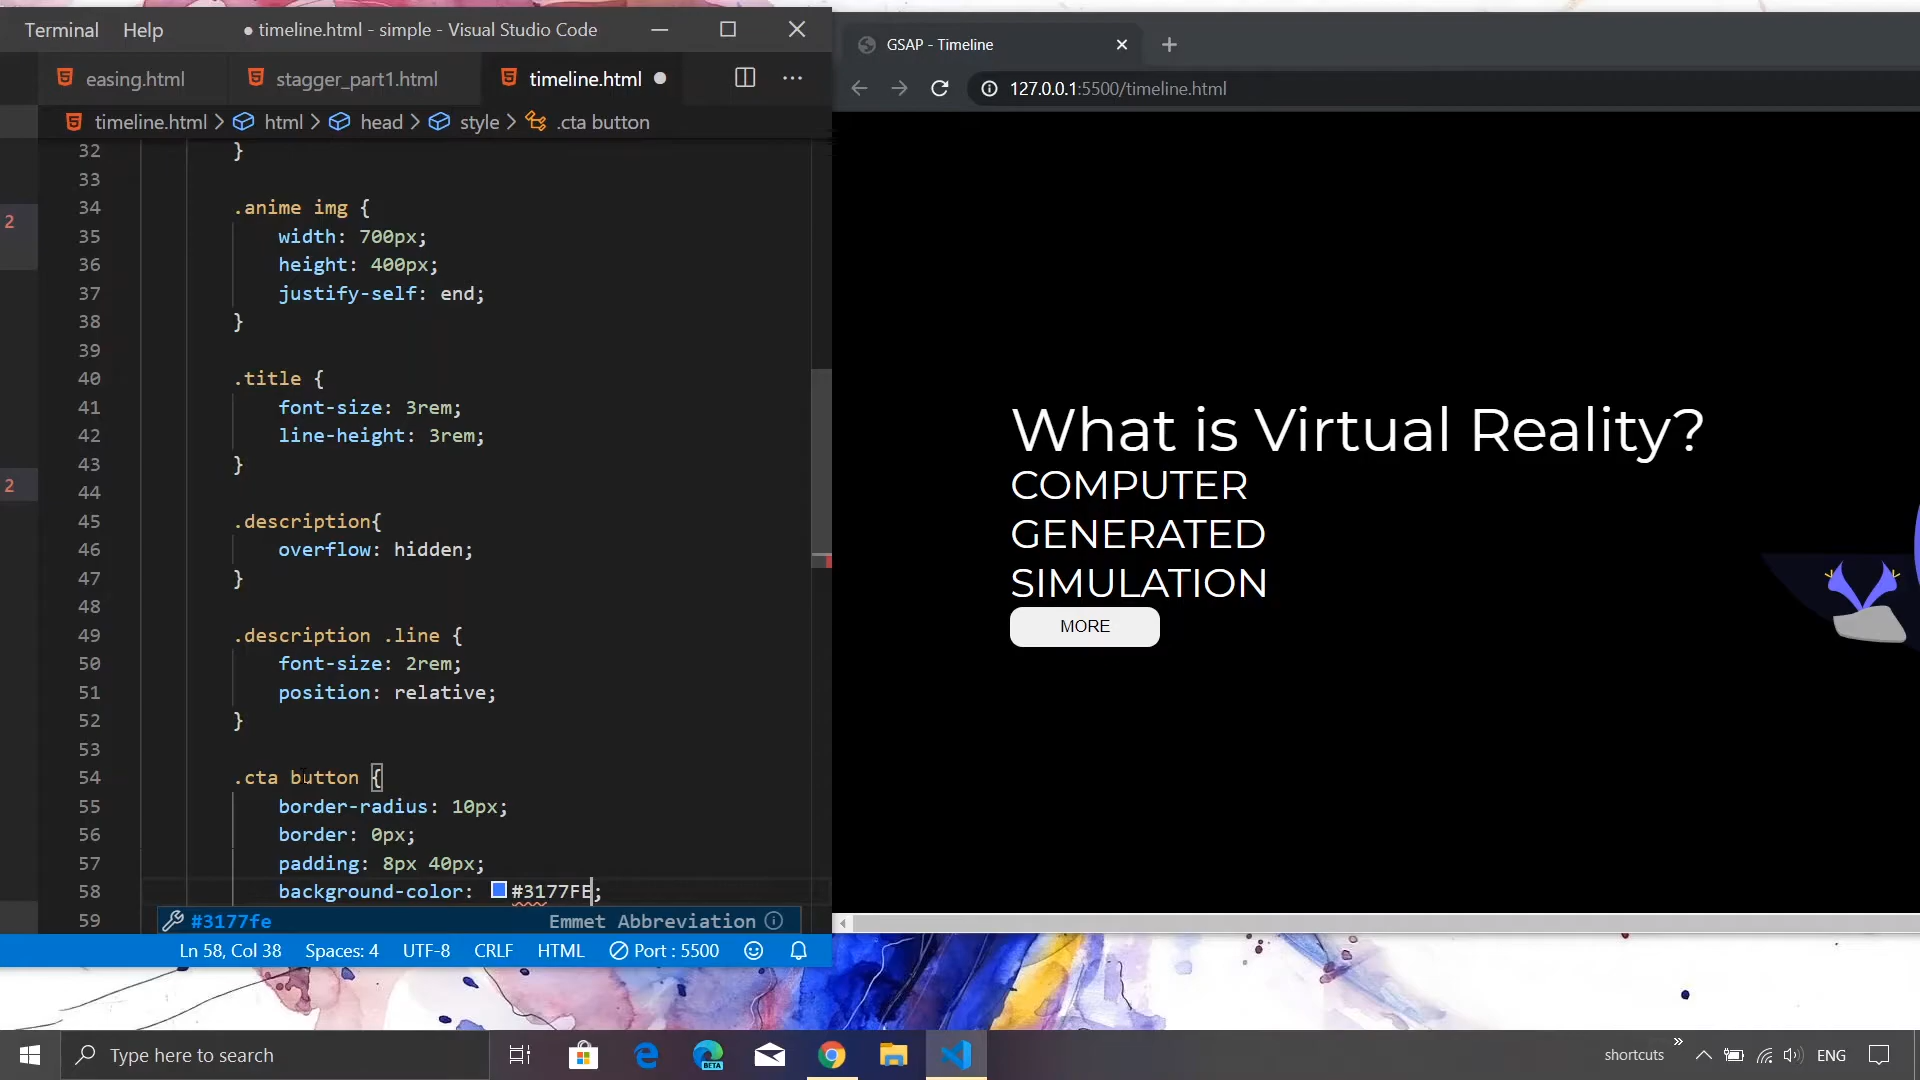 Terminal Help ● timeline.html - simple - Visual Studio Code
easing.html stagger_part1.html timeline.html ●
timeline.html > html > head > style > .cta button
32 }
33
34 .anime img {
35 width: 700px;
36 height: 400px;
37 justify-self: end;
38 }
39
40 .title {
41 font-size: 3rem;
42 line-height: 3rem;
43 }
44
45 .description{
46 overflow: hidden;
47 }
48
49 .description .line {
50 font-size: 2rem;
51 position: relative;
52 }
53
54 .cta button {
55 border-radius: 10px;
56 border: 0px;
57 padding: 8px 40px;
58 background-color: #3177FE;
59
#3177fe Emmet Abbreviation
2
2
Ln 58, Col 38 Spaces: 4 UTF-8 CRLF HTML Port : 5500
GSAP - Timeline
127.0.0.1:5500/timeline.html
What is Virtual Reality?
COMPUTER
GENERATED
SIMULATION
MORE
Type here to search
BETA
shortcuts » ENG